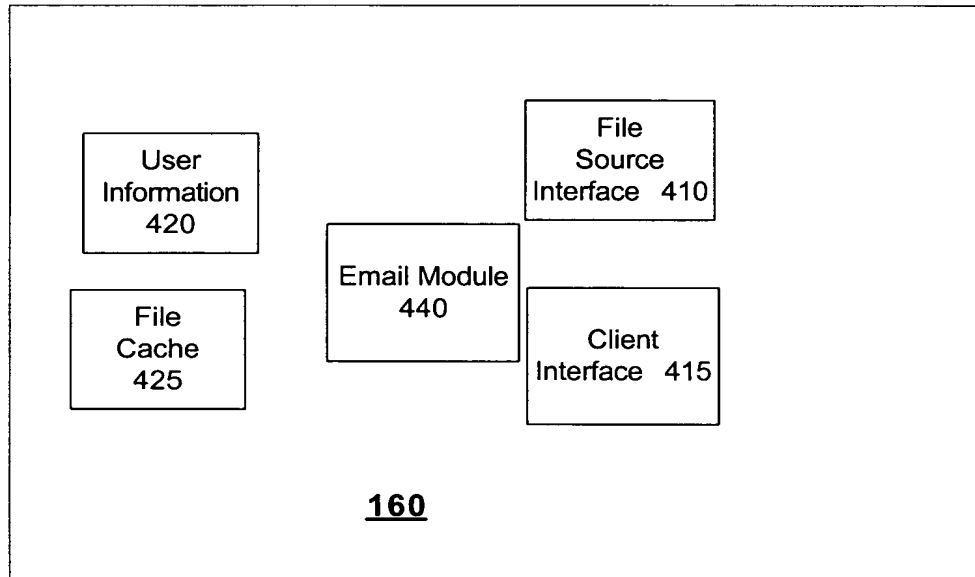 User
Information
420
File
Cache
425
Email Module
440
File
Source
Interface 410
Client
Interface 415
160